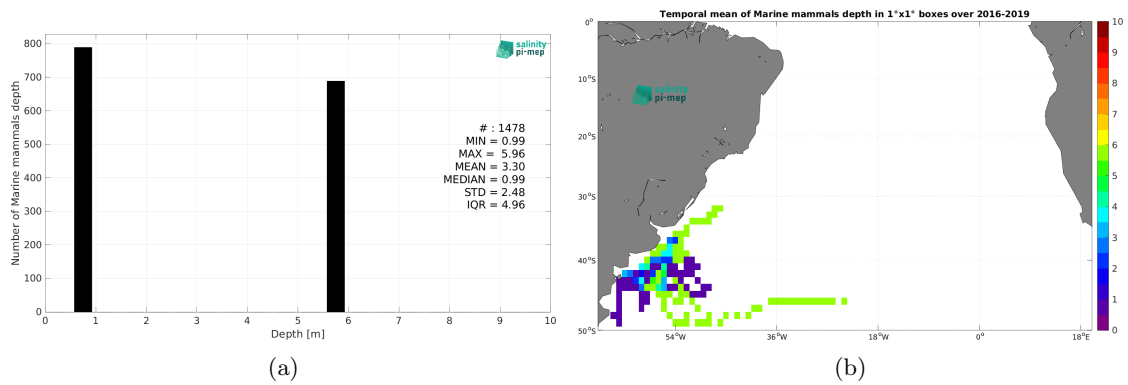 Number of Marine mammals depth
800
700
600
500
400
300
200
100
0
salinity
pi-mep
# : 1478
MIN = 0.99
MAX = 5.96
MEAN = 3.30
MEDIAN = 0.99
STD = 2.48
IQR = 4.96
0 1 2 3 4 5 6 7 8 9 10
Depth [m]
(a)
Temporal mean of Marine mammals depth in 1°x1° boxes over 2016-2019
0°
10°S
20°S
30°S
40°S
50°S
salinity
pi-mep
54°W 36°W 18°W 0° 18°E
10
9
8
7
6
5
4
3
2
1
0
(b)